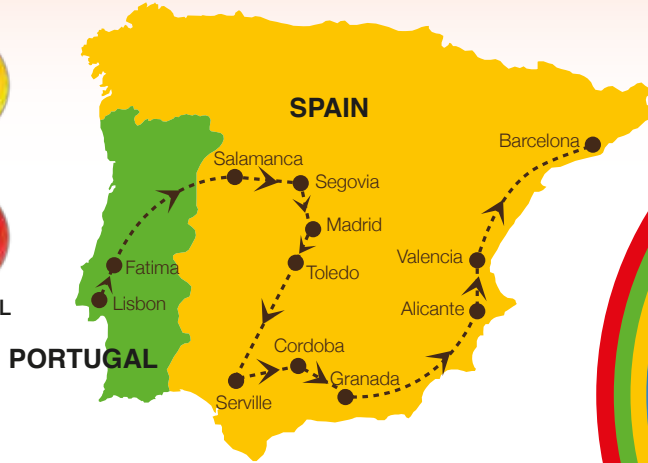 SPAIN
Barcelona
Salamanca
Segovia
Madrid
Valencia
Fatima
Toledo
Lisbon
L
Alicante
PORTUGAL
Cordoba
Granada
Serville